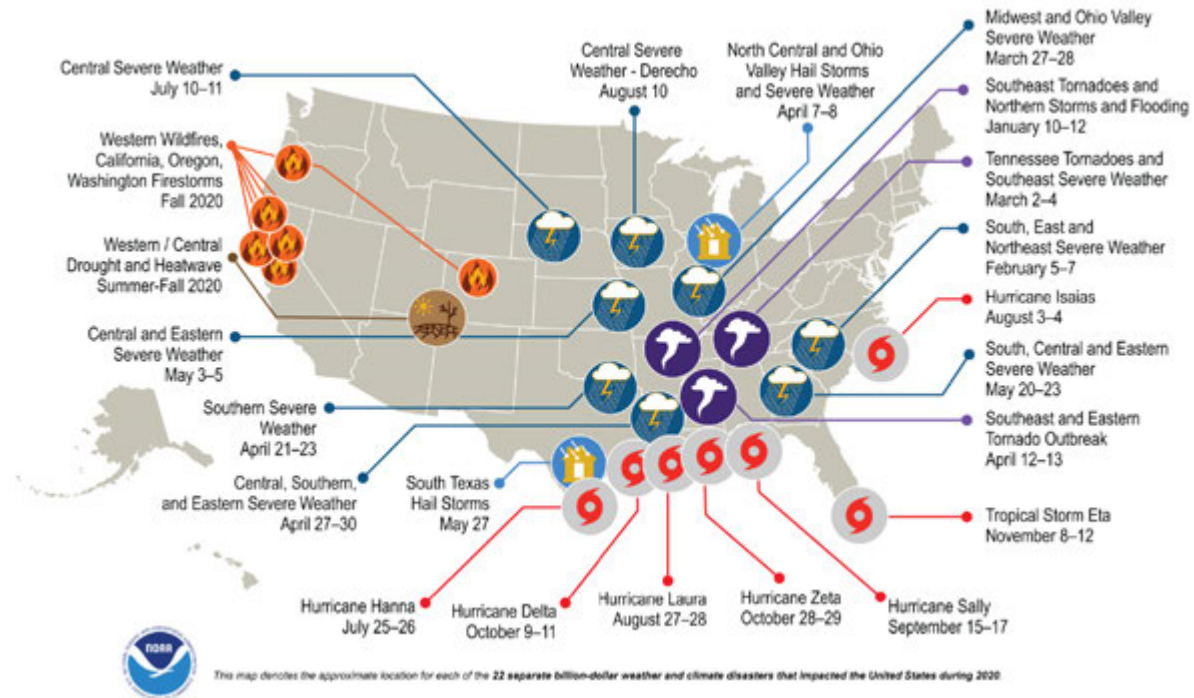 Central Severe Weather
July 10–11
Central Severe
Weather - Derecho
August 10
North Central and Ohio
Valley Hail Storms
and Severe Weather
April 7–8
Midwest and Ohio Valley
Severe Weather
March 27–28
Southeast Tornadoes and
Northern Storms and Flooding
January 10–12
Tennessee Tornadoes and
Southeast Severe Weather
March 2–4
South, East and
Northeast Severe Weather
February 5–7
Hurricane Isaias
August 3–4
South, Central and Eastern
Severe Weather
May 20–23
Southeast and Eastern
Tornado Outbreak
April 12–13
Tropical Storm Eta
November 8–12
Western Wildfires,
California, Oregon,
Washington Firestorms
Fall 2020
Western / Central
Drought and Heatwave
Summer-Fall 2020
Central and Eastern
Severe Weather
May 3–5
Southern Severe
Weather
April 21–23
Central, Southern,
and Eastern Severe Weather
April 27–30
South Texas
Hail Storms
May 27
Hurricane Hanna
July 25–26
Hurricane Delta
October 9–11
Hurricane Laura
August 27–28
Hurricane Zeta
October 28–29
Hurricane Sally
September 15–17
NOAA
This map denotes the approximate location for each of the 22 separate billion-dollar weather and climate disasters that impacted the United States during 2020.